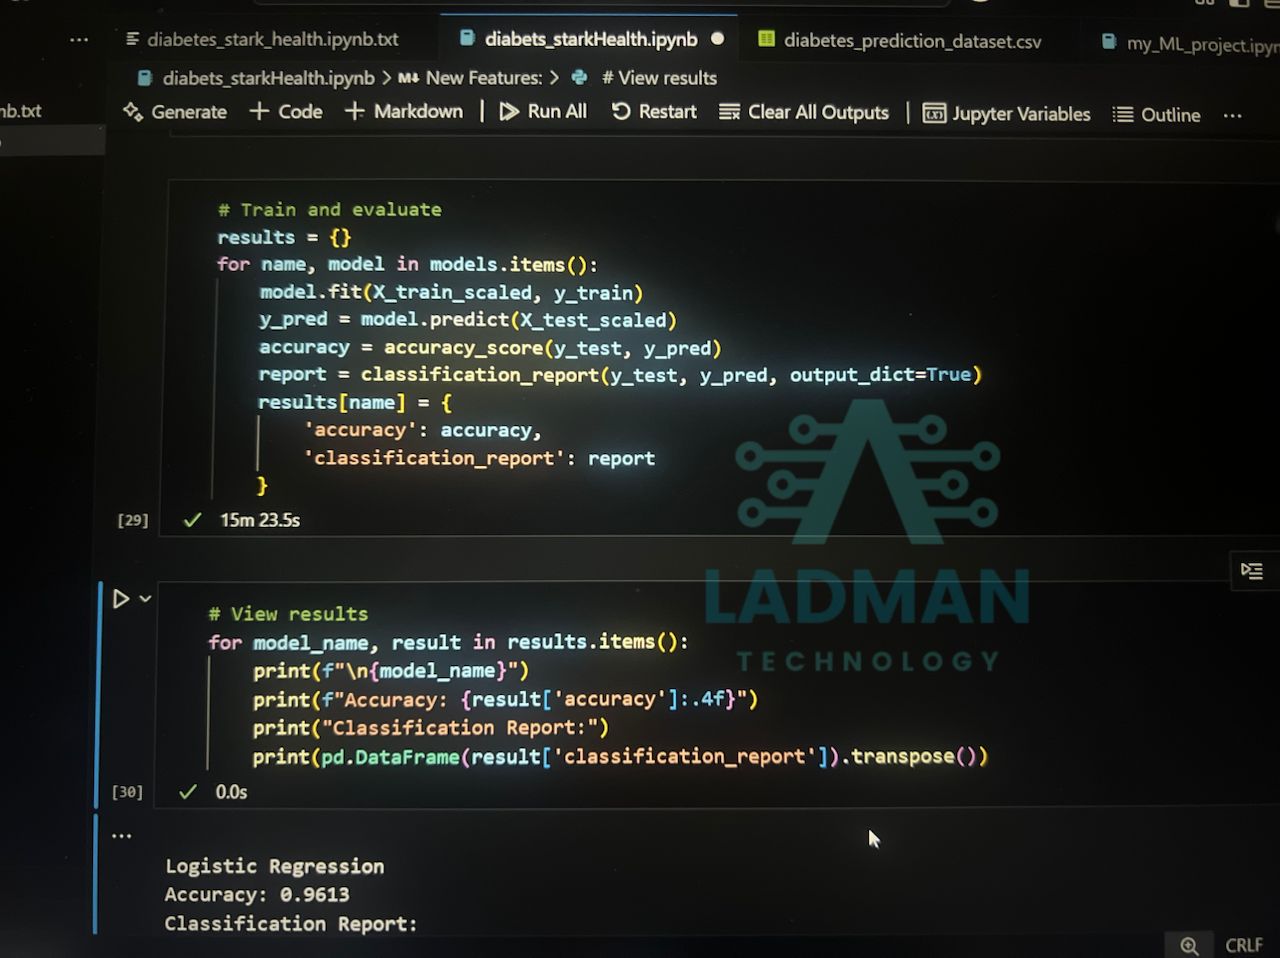 diabetes_stark_health.ipynb.txt
diabets_starkHealth.ipynb
diabetes_prediction_dataset.csv
my_ML_project.ipyn
nb.txt
diabets_starkHealth.ipynb > M↓ New Features: > # View results
Generate + Code + Markdown | Run All Restart Clear All Outputs | Jupyter Variables Outline ...
# Train and evaluate
results = {}
for name, model in models.items():
    model.fit(X_train_scaled, y_train)
    y_pred = model.predict(X_test_scaled)
    accuracy = accuracy_score(y_test, y_pred)
    report = classification_report(y_test, y_pred, output_dict=True)
    results[name] = {
        'accuracy': accuracy,
        'classification_report': report
    }
[29] ✓ 15m 23.5s
LADMAN
TECHNOLOGY
# View results
for model_name, result in results.items():
    print(f"\n{model_name}")
    print(f"Accuracy: {result['accuracy']:.4f}")
    print("Classification Report:")
    print(pd.DataFrame(result['classification_report']).transpose())
[30] ✓ 0.0s
...
Logistic Regression
Accuracy: 0.9613
Classification Report:
CRLF